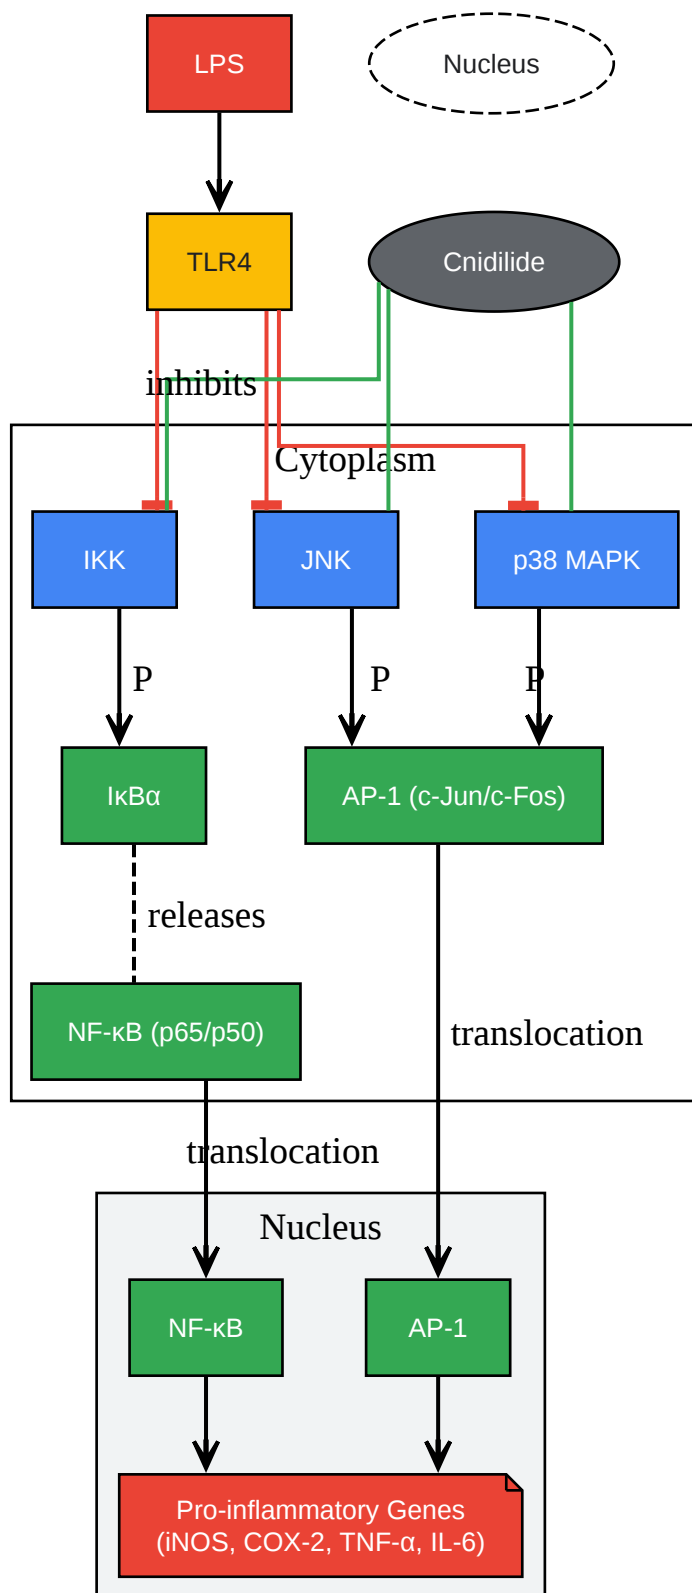 LPS
Nucleus
TLR4
Cnidilide
inhibits
Cytoplasm
IKK
JNK
p38 MAPK
P
P
P
IκBα
AP-1 (c-Jun/c-Fos)
releases
NF-κB (p65/p50)
translocation
translocation
Nucleus
NF-κB
AP-1
Pro-inflammatory Genes
(iNOS, COX-2, TNF-α, IL-6)